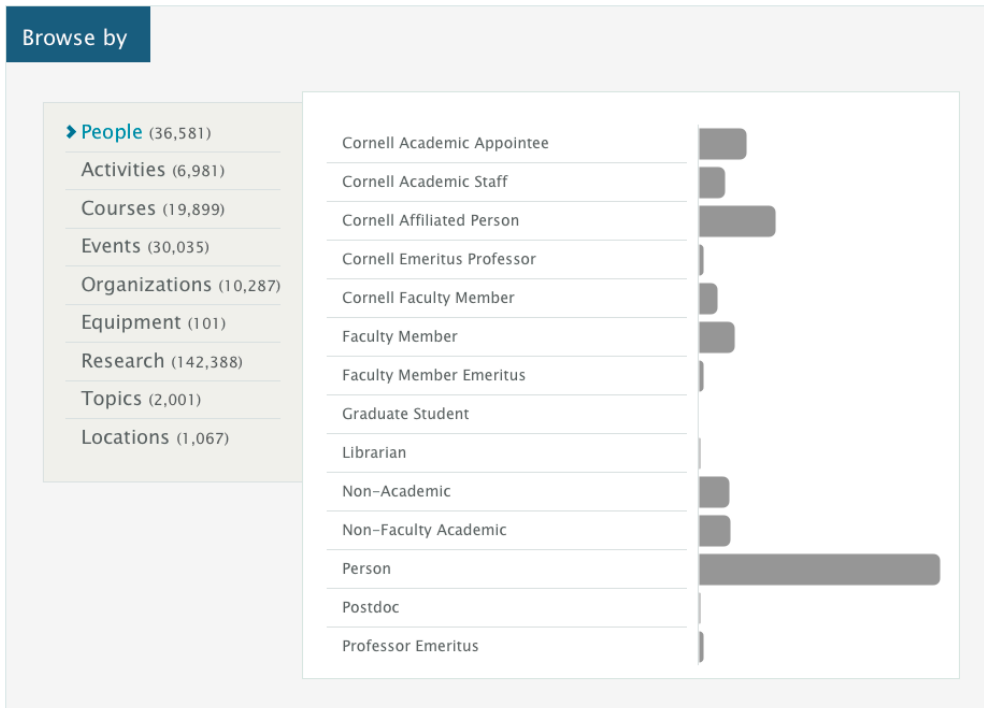 Browse by
People (36,581)
Activities (6,981)
Courses (19,899)
Events (30,035)
Organizations (10,287)
Equipment (101)
Research (142,388)
Topics (2,001)
Locations (1,067)
Cornell Academic Appointee
Cornell Academic Staff
Cornell Affiliated Person
Cornell Emeritus Professor
Cornell Faculty Member
Faculty Member
Faculty Member Emeritus
Graduate Student
Librarian
Non-Academic
Non-Faculty Academic
Person
Postdoc
Professor Emeritus